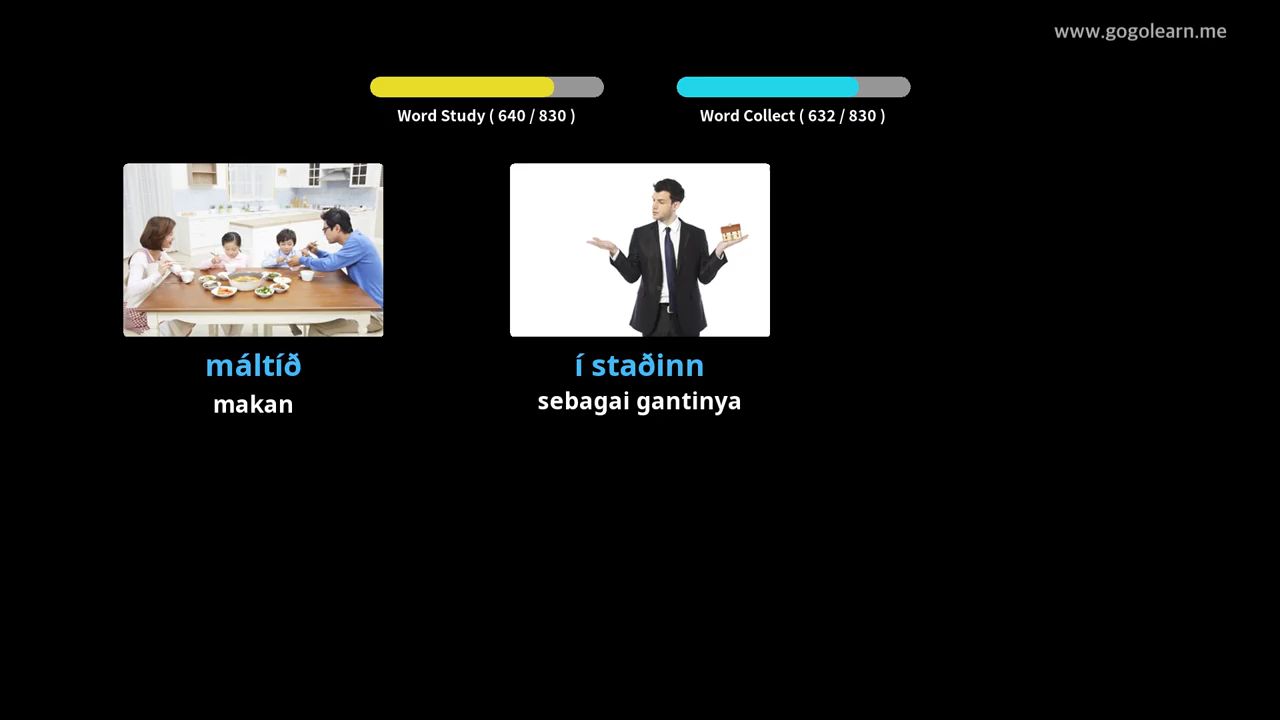 www.gogolearn.me
Word Study ( 640 / 830 )
Word Collect ( 632 / 830 )
máltíð
makan
í staðinn
sebagai gantinya